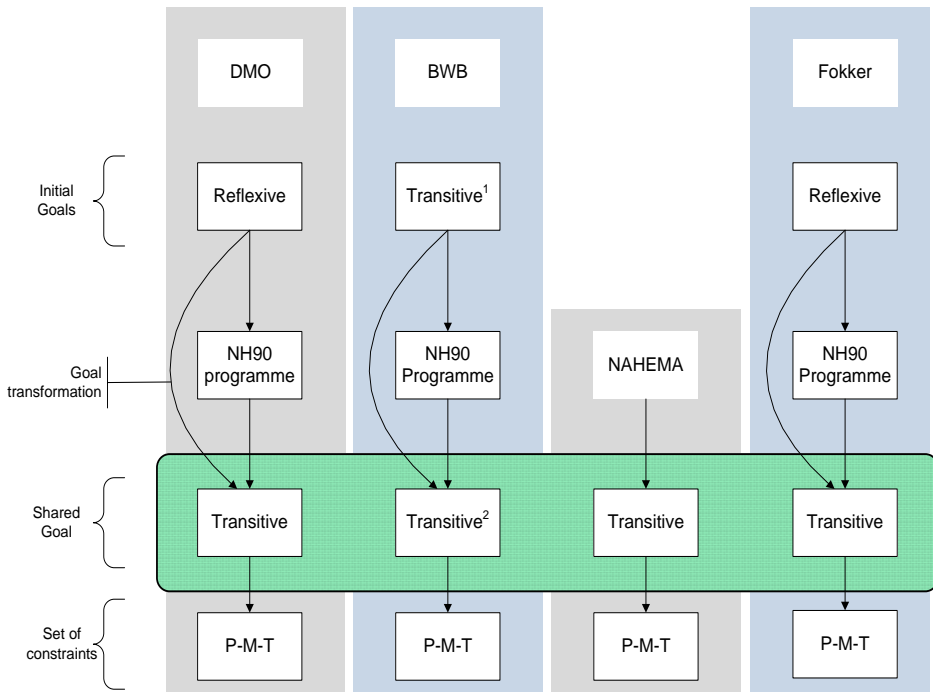 DMO
BWB
Fokker
Initial
Goals
Reflexive
Transitive¹
Reflexive
Goal
transformation
NH90
programme
NH90
Programme
NAHEMA
NH90
Programme
Shared
Goal
Transitive
Transitive²
Transitive
Transitive
Set of
constraints
P-M-T
P-M-T
P-M-T
P-M-T